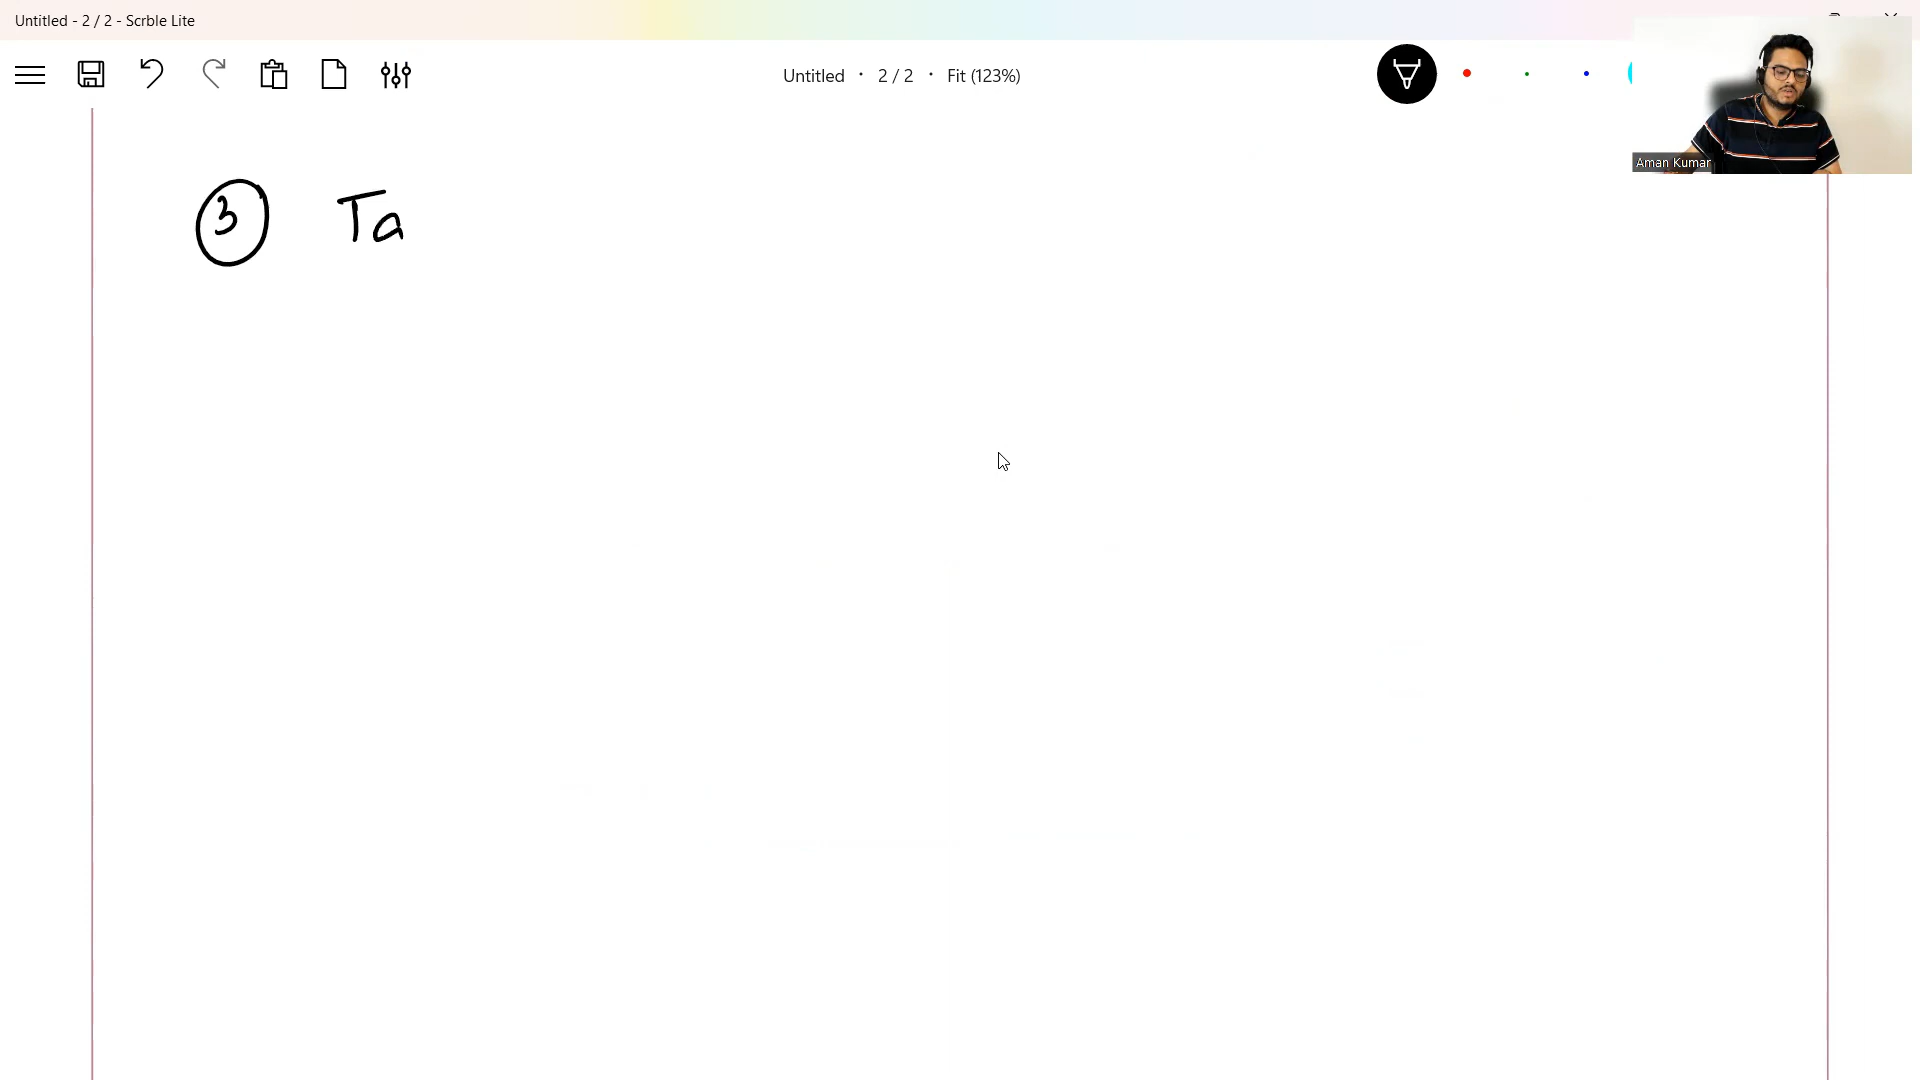 Untitled - 2 / 2 - Scrble Lite
Untitled · 2 / 2 · Fit (123%)
Aman Kumar
3 Ta